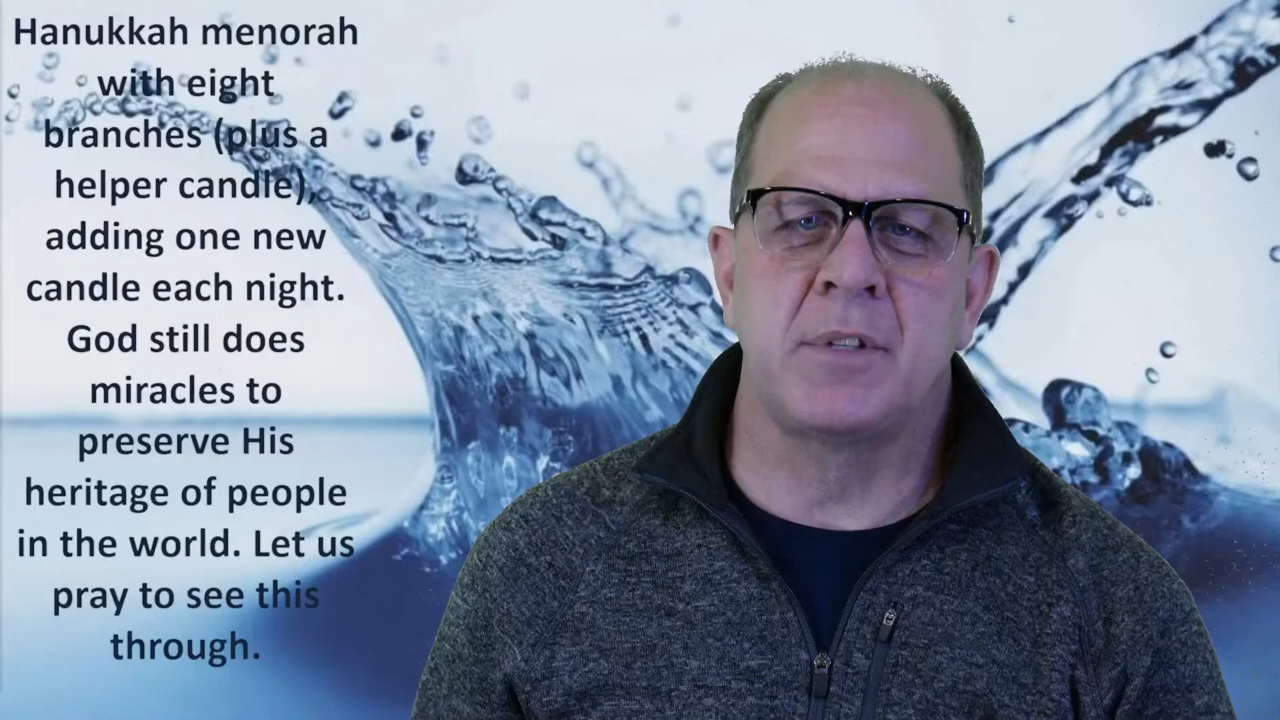 Hanukkah menorah
with eight
branches (plus a
helper candle),
adding one new
candle each night.
God still does
miracles to
preserve His
heritage of people
in the world. Let us
pray to see this
through.